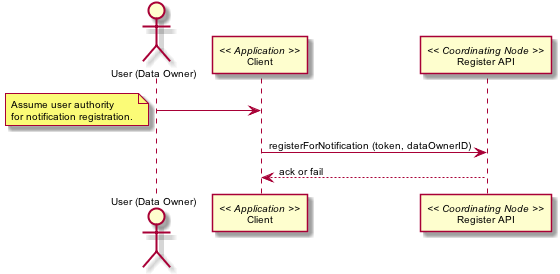 User (Data Owner)
<< Application >>
Client
<< Coordinating Node >>
Register API
Assume user authority
for notification registration.
registerForNotification (token, dataOwnerID)
ack or fail
User (Data Owner)
<< Application >>
Client
<< Coordinating Node >>
Register API